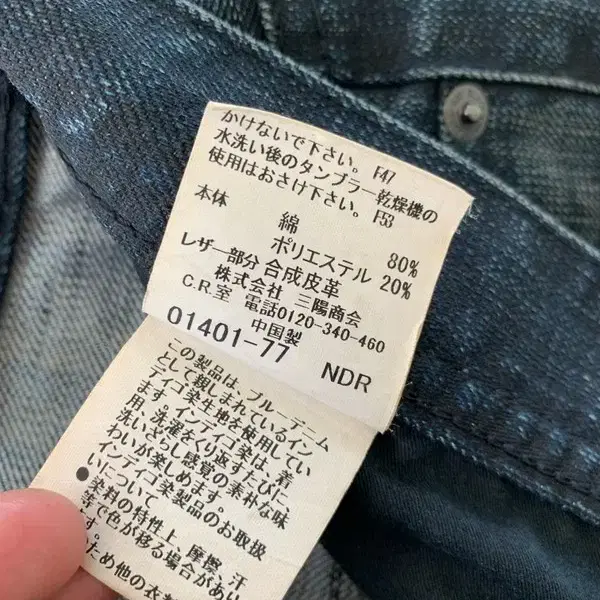 かけないで下さい。 F47
水洗い後のタンブラー乾燥機の
使用はおさけ下さい。 F53
本体 綿 80%
ポリエステル 20%
レザー部分 合成皮革
株式会社 三陽商会
C.R.室 電話0120-340-460
中国製
01401-77 NDR
この製品は、ブルーデニム
として親しまれているイン
ディゴ染生地を使用してい
ます。インディゴ染は、着
用、洗濯をくり返すたびに、
洗いざらし感覚の素朴な味
わいが楽しめます。
●インディゴ染製品のお取扱
いについて
染料の特性上、摩擦、汗
等で色が移る場合があ
ます。
ため他の衣